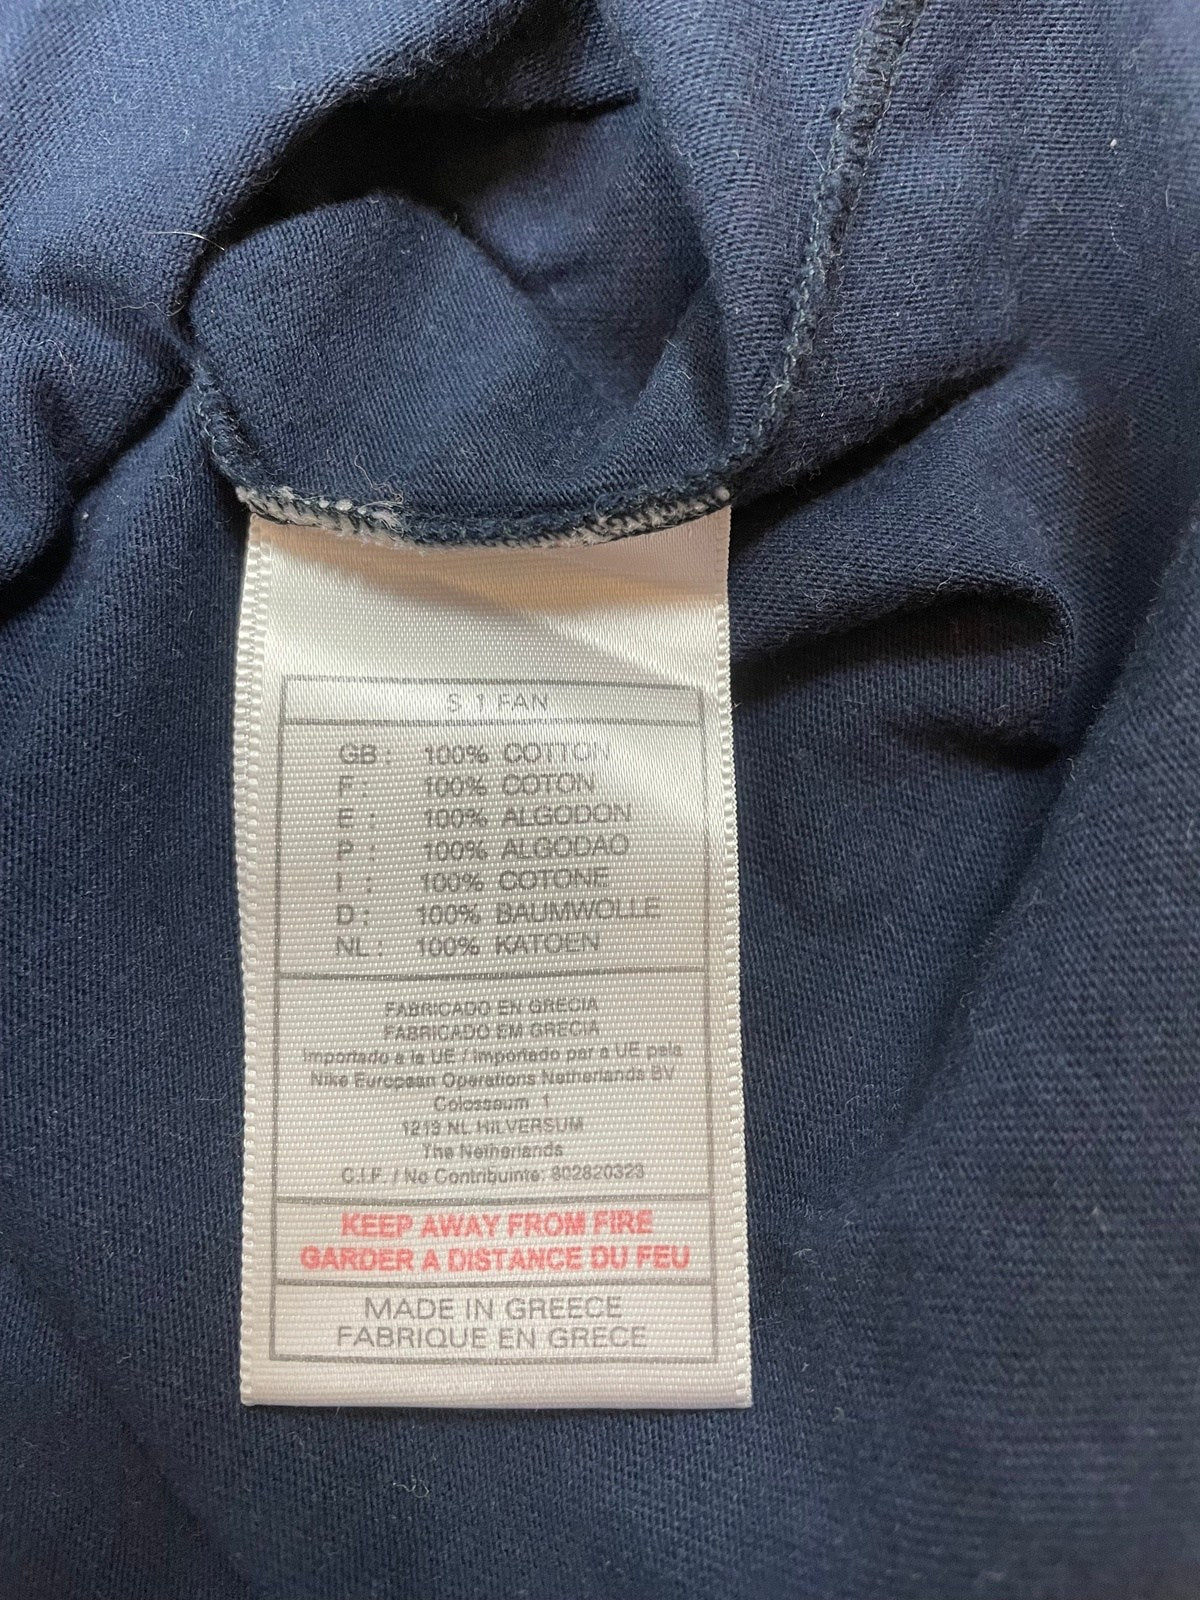 S 1 FAN
GB: 100% COTTON
F: 100% COTON
E: 100% ALGODON
P: 100% ALGODAO
I: 100% COTONE
D: 100% BAUMWOLLE
NL: 100% KATOEN
FABRICADO EN GRECIA
FABRICADO EM GRECIA
Importado a la UE / importado par a UE pela
Nike European Operations Netherlands BV
Colosseum 1
1213 NL HILVERSUM
The Netherlands
C.I.F. / No Contribuinte: 802820323
KEEP AWAY FROM FIRE
GARDER A DISTANCE DU FEU
MADE IN GREECE
FABRIQUE EN GRECE